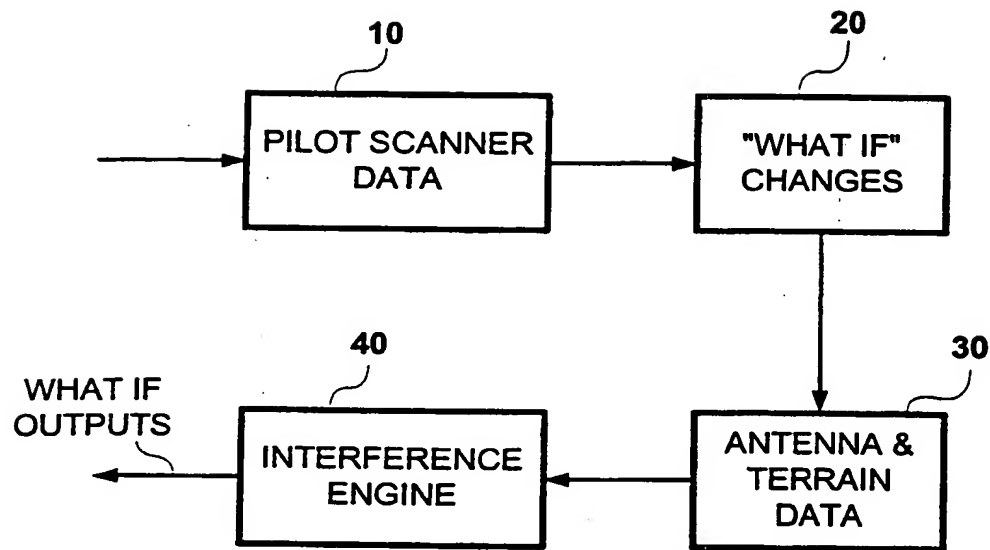 10
20
PILOT SCANNER
DATA
"WHAT IF"
CHANGES
40
30
WHAT IF
OUTPUTS
INTERFERENCE
ENGINE
ANTENNA &
TERRAIN
DATA